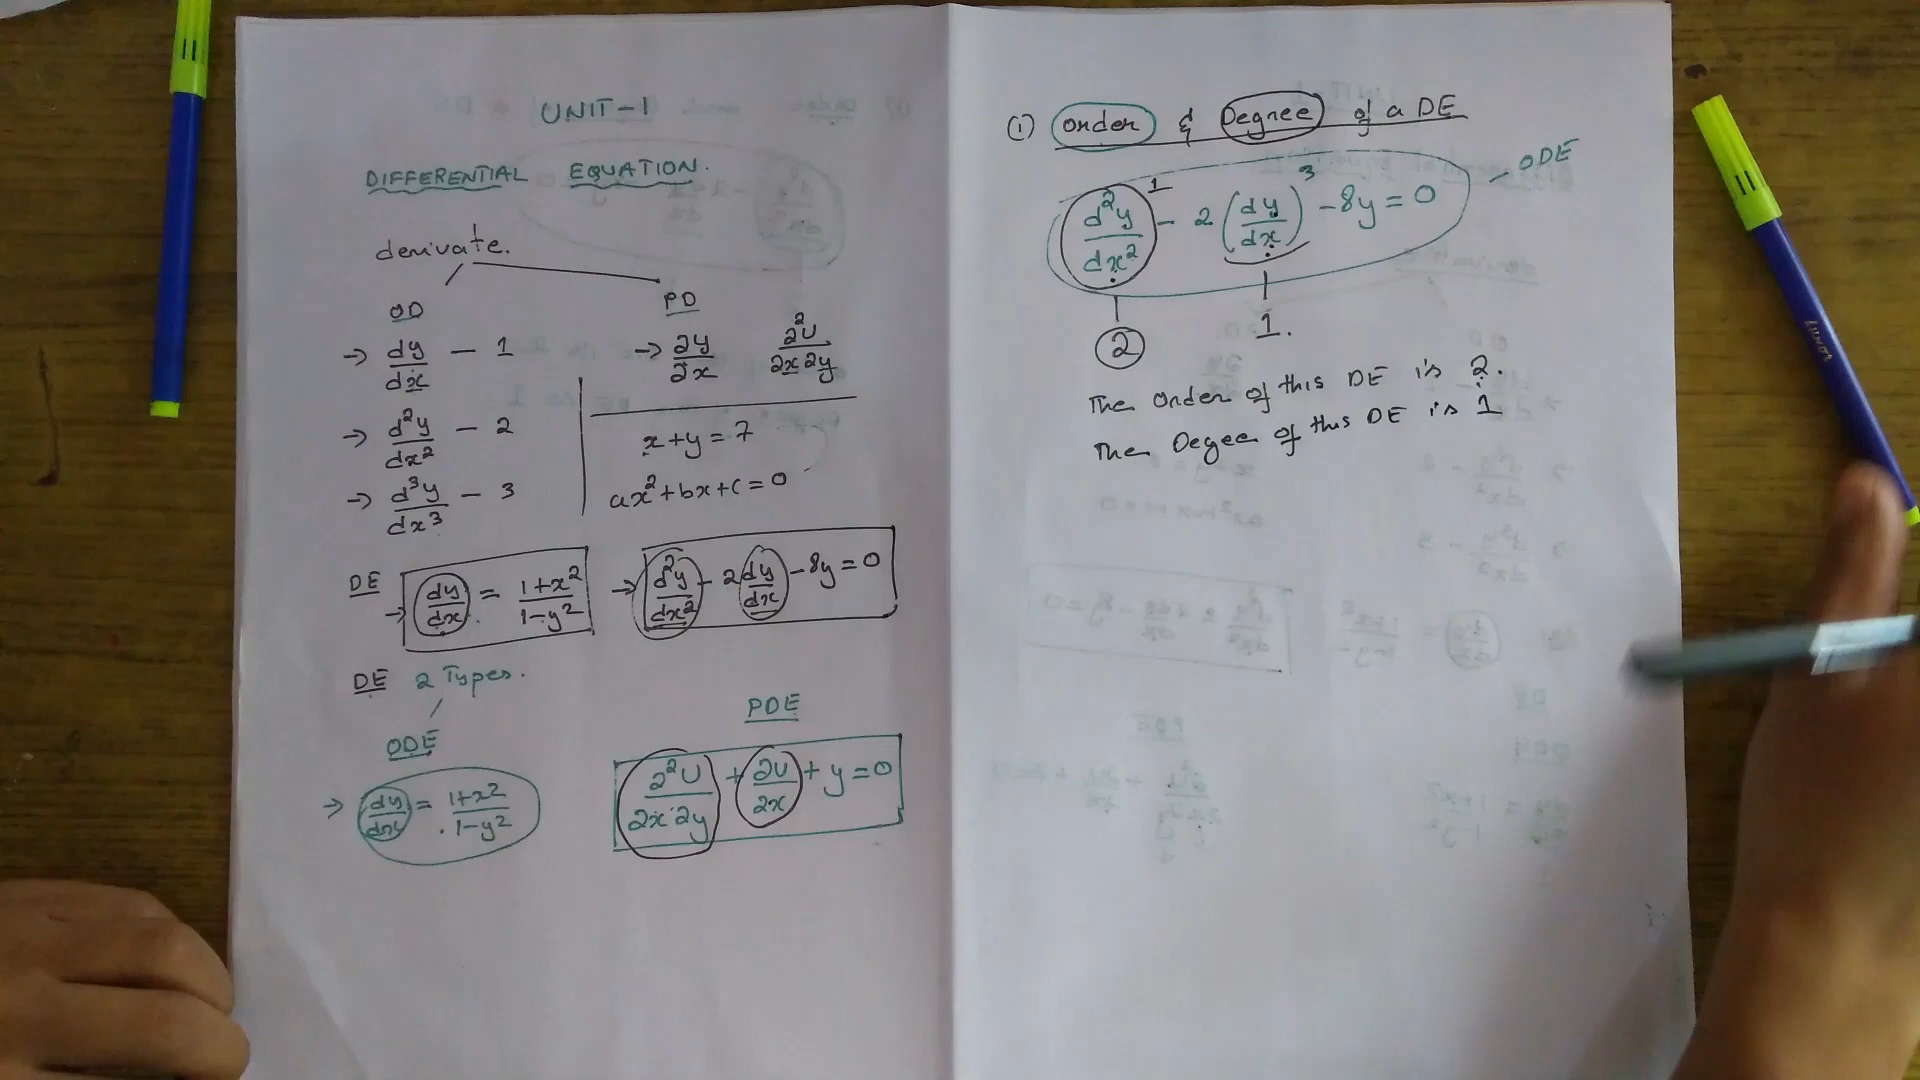 UNIT-1
DIFFERENTIAL EQUATION.
derivate.
OD
PD
→ dy/dx — 1
→ d²y/dx² — 2
→ d³y/dx³ — 3
→ ∂y/∂x ∂²U/∂x∂y
x+y=7
ax²+bx+c=0
DE → dy/dx = 1+x²/1-y²
→ d²y/dx² - 2dy/dx - 8y = 0
DE 2 Types.
ODE
PDE
→ dy/dx = 1+x²/1-y²
∂²U/∂x∂y + ∂U/∂x + y = 0
(1) Order & Degree of a DE
(d²y/dx²)¹ - 2(dy/dx)³ - 8y = 0 - ODE
2
1.
The Order of this DE is 2.
The Degee of this DE is 1
Luxor